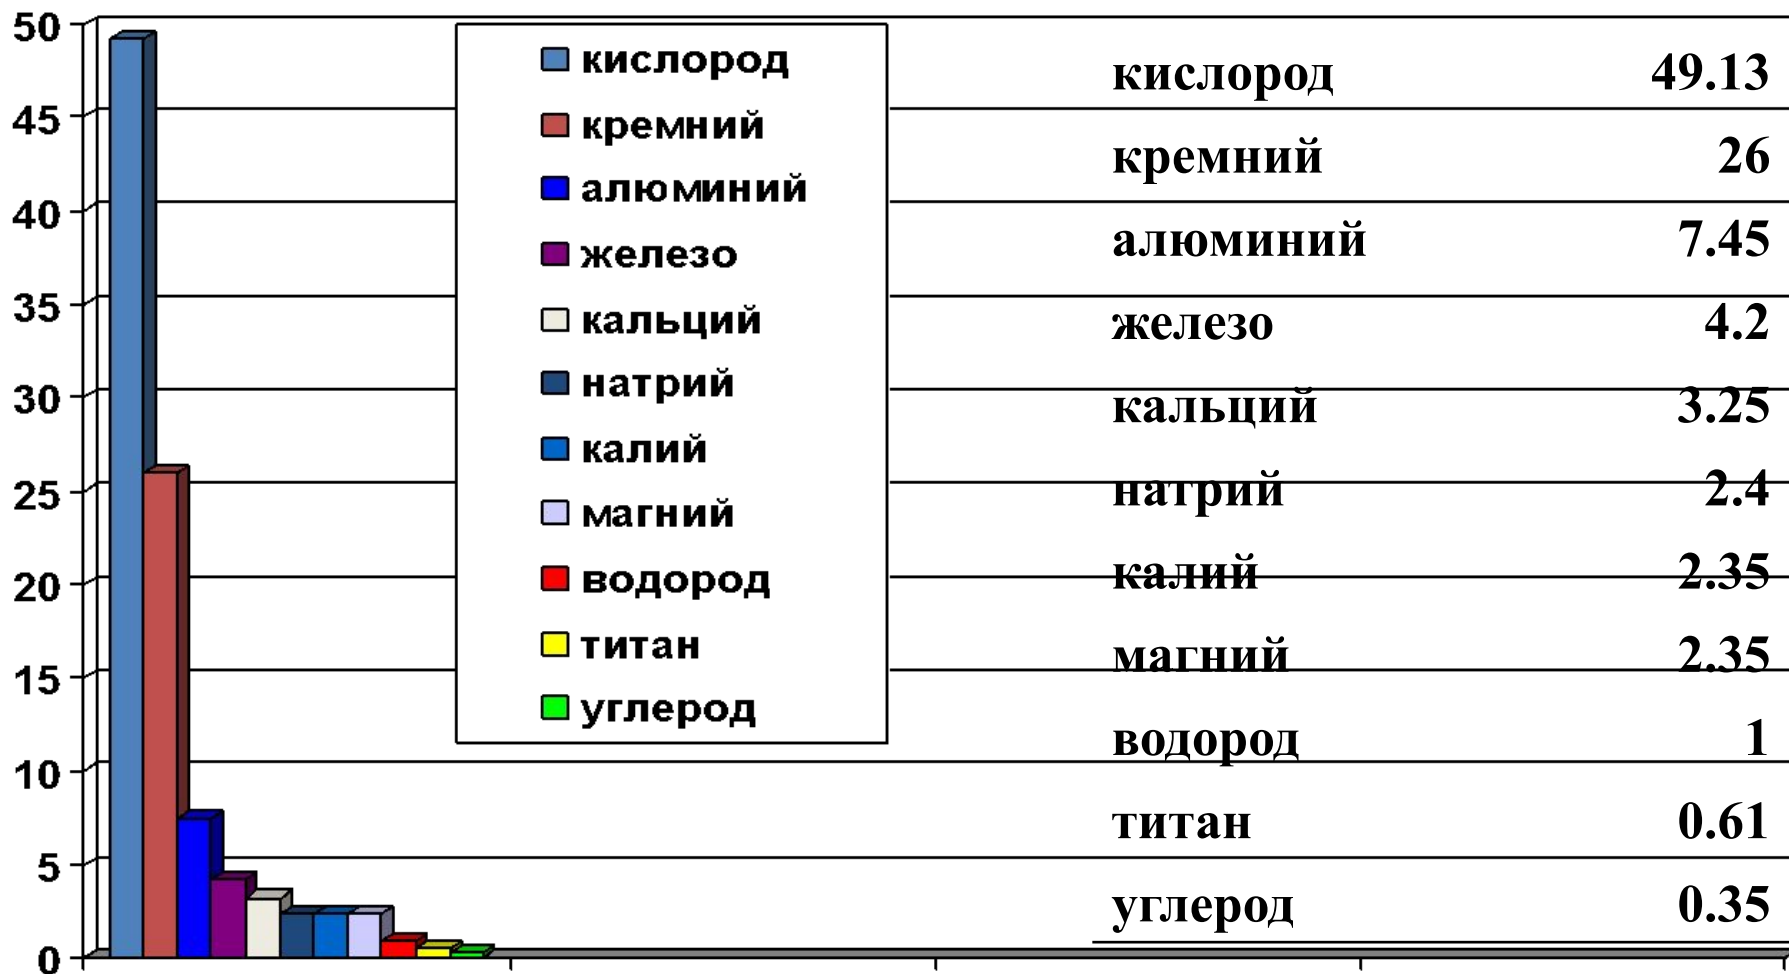 50
45
40
35
30
25
20
15
10
5
0
кислород
кремний
алюминий
железо
кальций
натрий
калий
магний
водород
титан
углерод
кислород 49.13
кремний 26
алюминий 7.45
железо 4.2
кальций 3.25
натрий 2.4
калий 2.35
магний 2.35
водород 1
титан 0.61
углерод 0.35